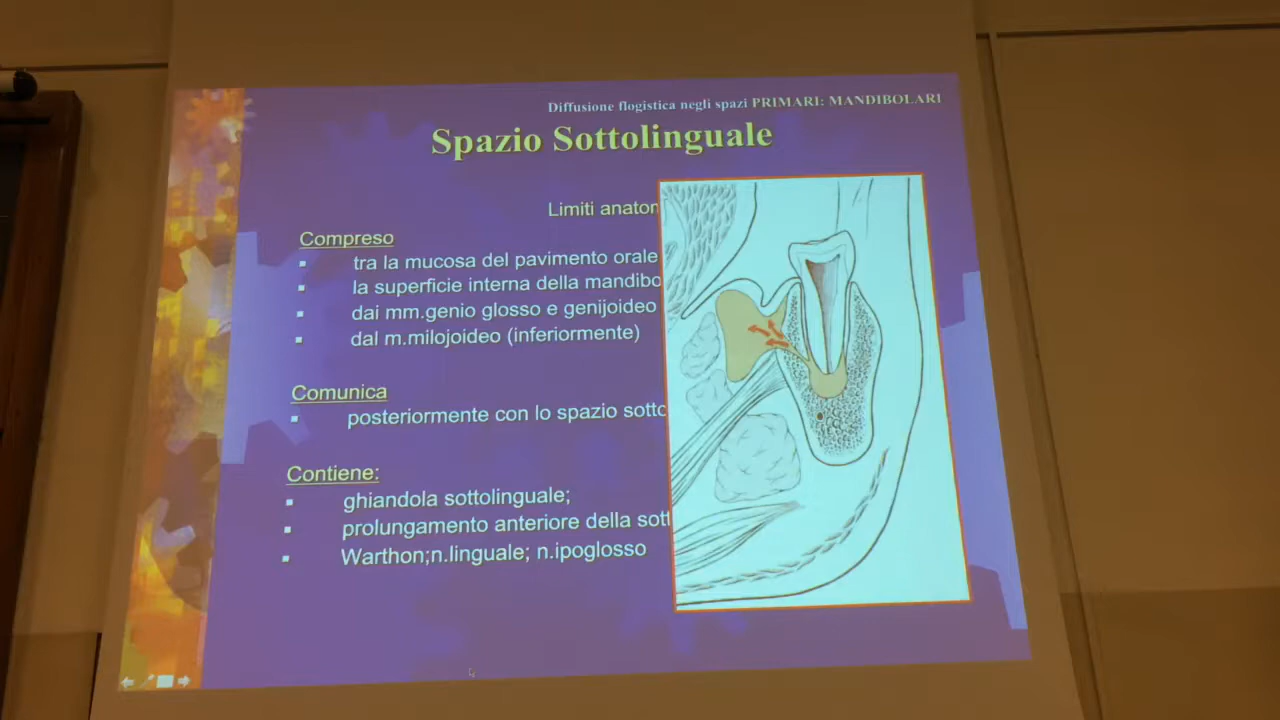 Diffusione flogistica negli spazi PRIMARI: MANDIBOLARI
Spazio Sottolinguale
Limiti anatom
Compreso
tra la mucosa del pavimento orale
la superficie interna della mandibo
dai mm.genio glosso e genijoideo
dal m.milojoideo (inferiormente)
Comunica
posteriormente con lo spazio sotto
Contiene:
ghiandola sottolinguale;
prolungamento anteriore della sott
Warthon;n.linguale; n.ipoglosso